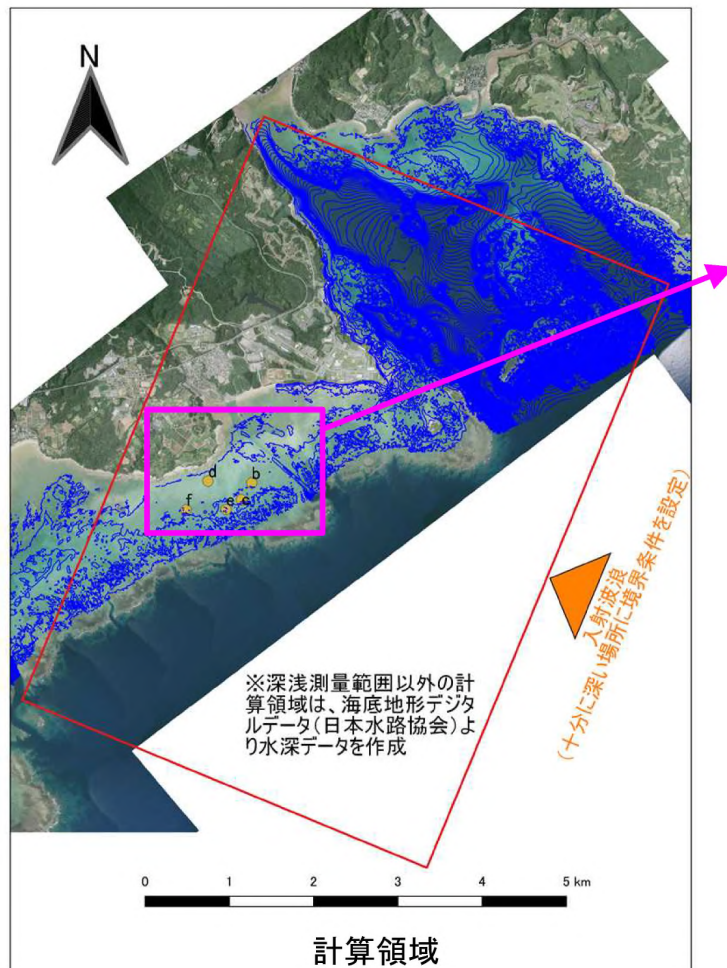 N
d
b
f
e
c
入射波浪
(十分に深い場所に境界条件を設定)
※深浅測量範囲以外の計
算領域は、海底地形デジタ
ルデータ(日本水路協会)よ
り水深データを作成
0 1 2 3 4 5 km
計算領域